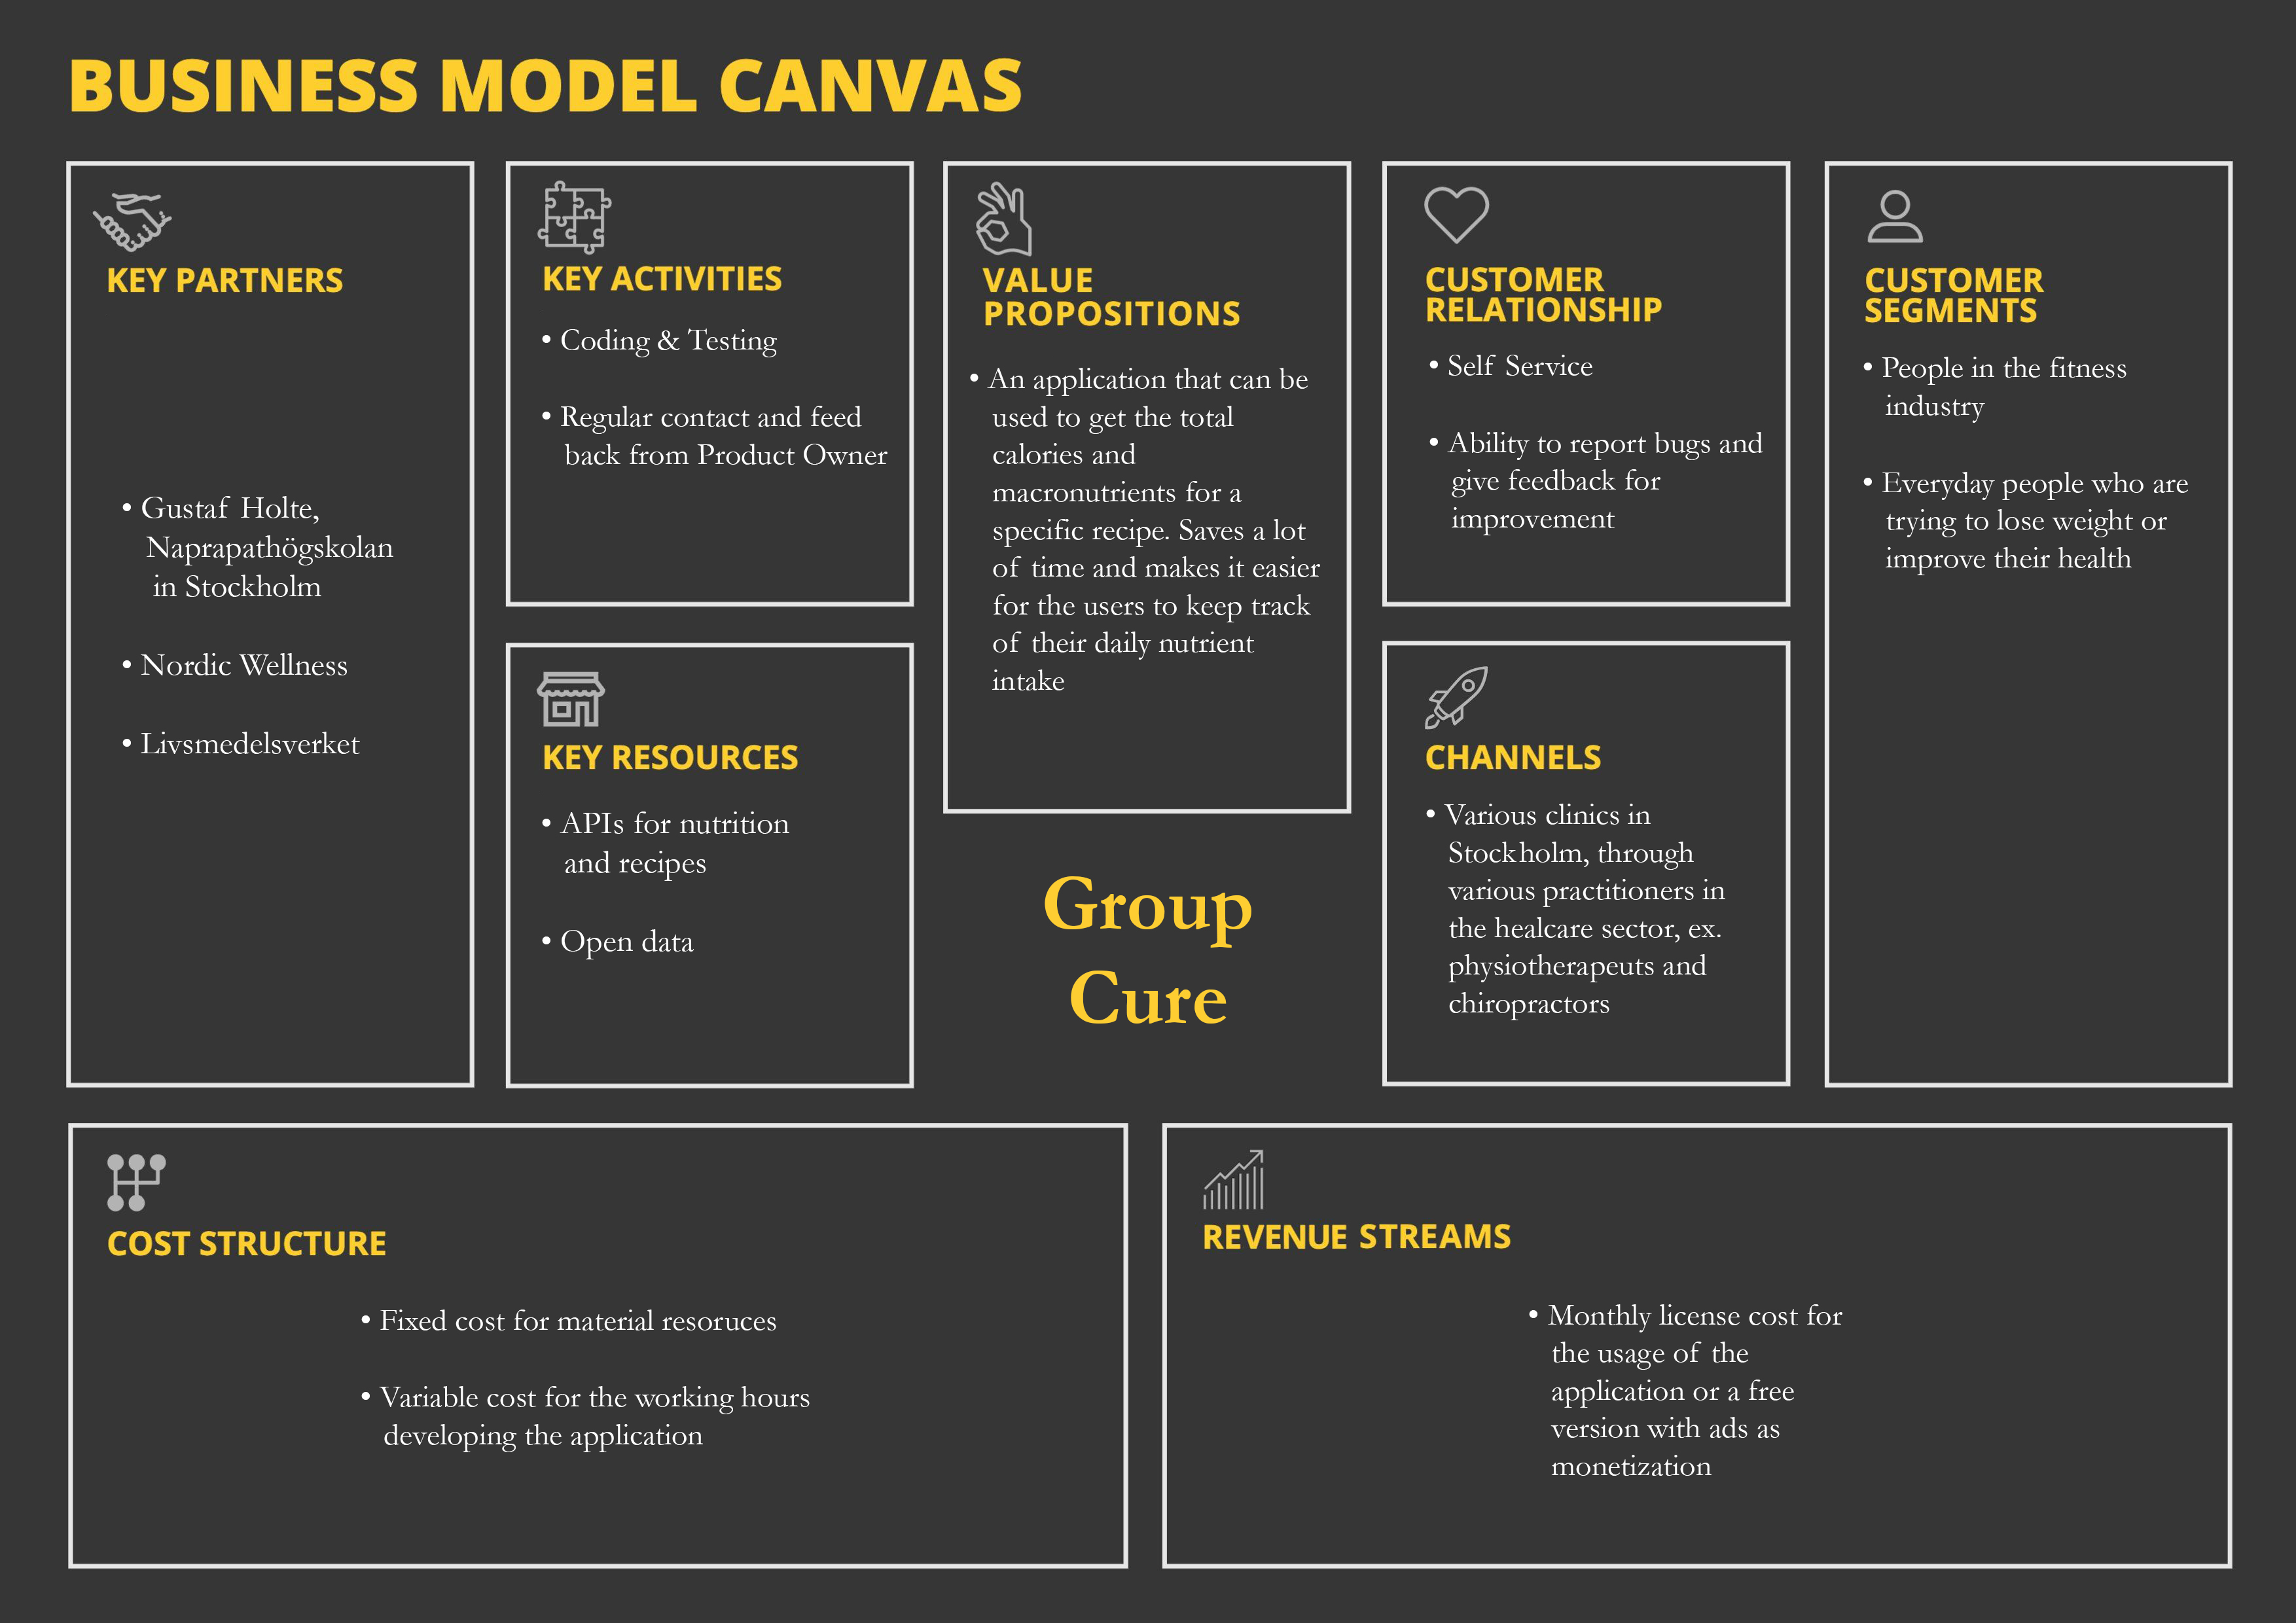 BUSINESS MODEL CANVAS
KEY PARTNERS
• Gustaf Holte,
Naprapathögskolan
in Stockholm
• Nordic Wellness
• Livsmedelsverket
KEY ACTIVITIES
• Coding & Testing
• Regular contact and feed
back from Product Owner
KEY RESOURCES
• APIs for nutrition
and recipes
• Open data
VALUE
PROPOSITIONS
• An application that can be
used to get the total
calories and
macronutrients for a
specific recipe. Saves a lot
of time and makes it easier
for the users to keep track
of their daily nutrient
intake
Group
Cure
CUSTOMER
RELATIONSHIP
• Self Service
• Ability to report bugs and
give feedback for
improvement
CHANNELS
• Various clinics in
Stockholm, through
various practitioners in
the healcare sector, ex.
physiotherapeuts and
chiropractors
CUSTOMER
SEGMENTS
• People in the fitness
industry
• Everyday people who are
trying to lose weight or
improve their health
COST STRUCTURE
• Fixed cost for material resoruces
• Variable cost for the working hours
developing the application
REVENUE STREAMS
• Monthly license cost for
the usage of the
application or a free
version with ads as
monetization